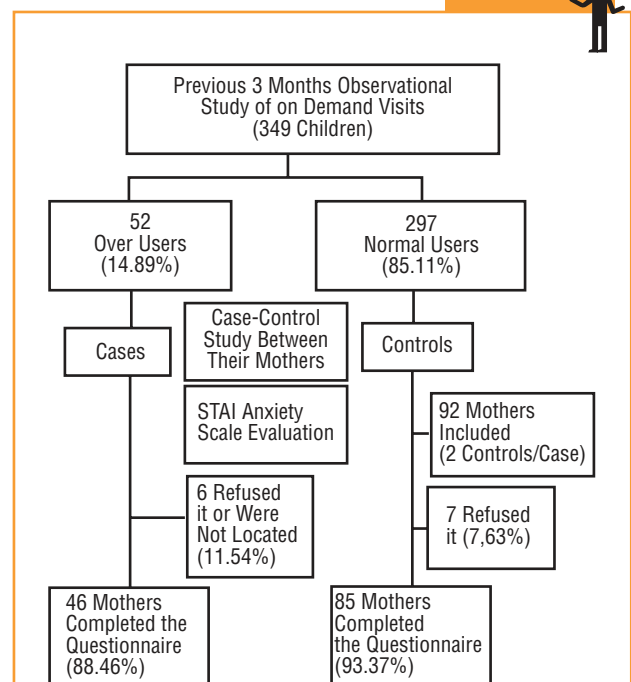 Previous 3 Months Observational
Study of on Demand Visits
(349 Children)
52
Over Users
(14.89%)
297
Normal Users
(85.11%)
Cases
Case-Control
Study Between
Their Mothers
Controls
STAI Anxiety
Scale Evaluation
92 Mothers
Included
(2 Controls/Case)
6 Refused
it or Were
Not Located
(11.54%)
7 Refused
it (7,63%)
46 Mothers
Completed the
Questionnaire
(88.46%)
85 Mothers
Completed
the Questionnaire
(93.37%)